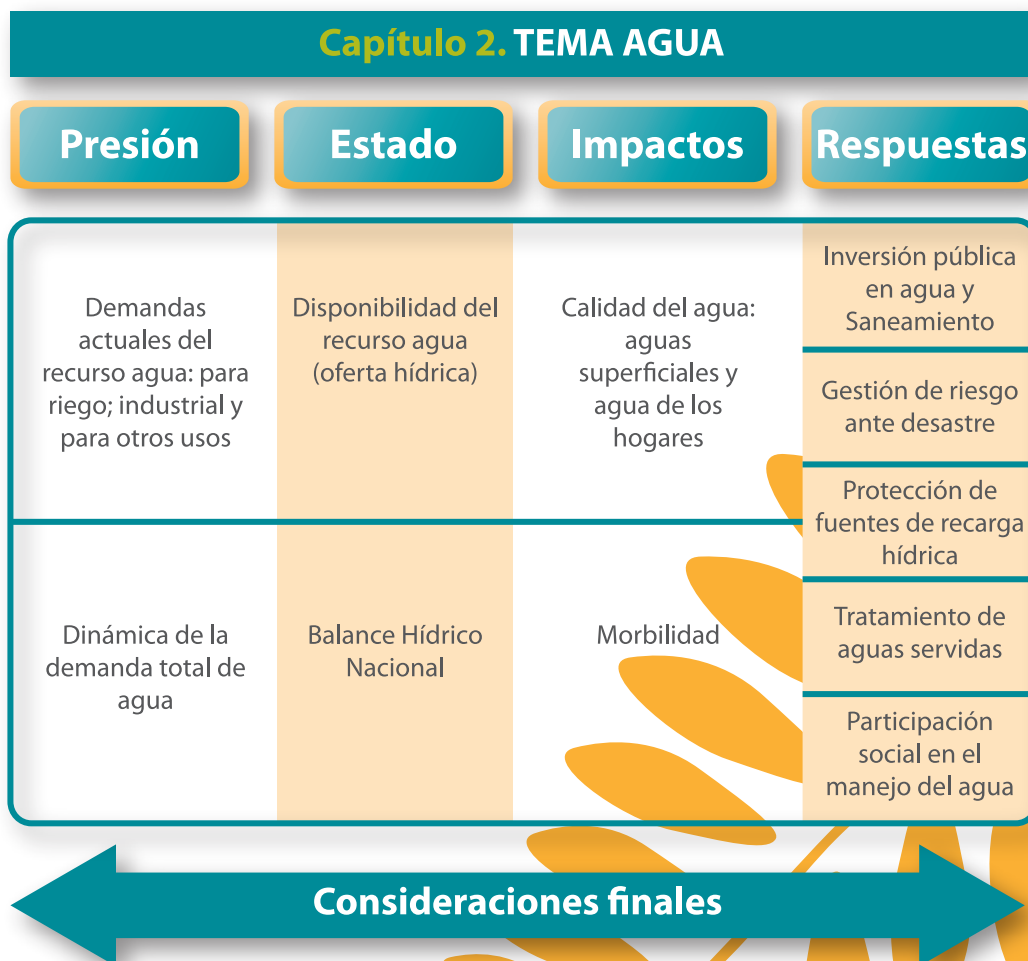 Capítulo 2. TEMA AGUA
Presión
Estado
Impactos
Respuestas
Demandas
actuales del
recurso agua: para
riego; industrial y
para otros usos
Disponibilidad del
recurso agua
(oferta hídrica)
Calidad del agua:
aguas
superficiales y
agua de los
hogares
Inversión pública
en agua y
Saneamiento
Gestión de riesgo
ante desastre
Protección de
fuentes de recarga
hídrica
Dinámica de la
demanda total de
agua
Balance Hídrico
Nacional
Morbilidad
Tratamiento de
aguas servidas
Participación
social en el
manejo del agua
Consideraciones finales